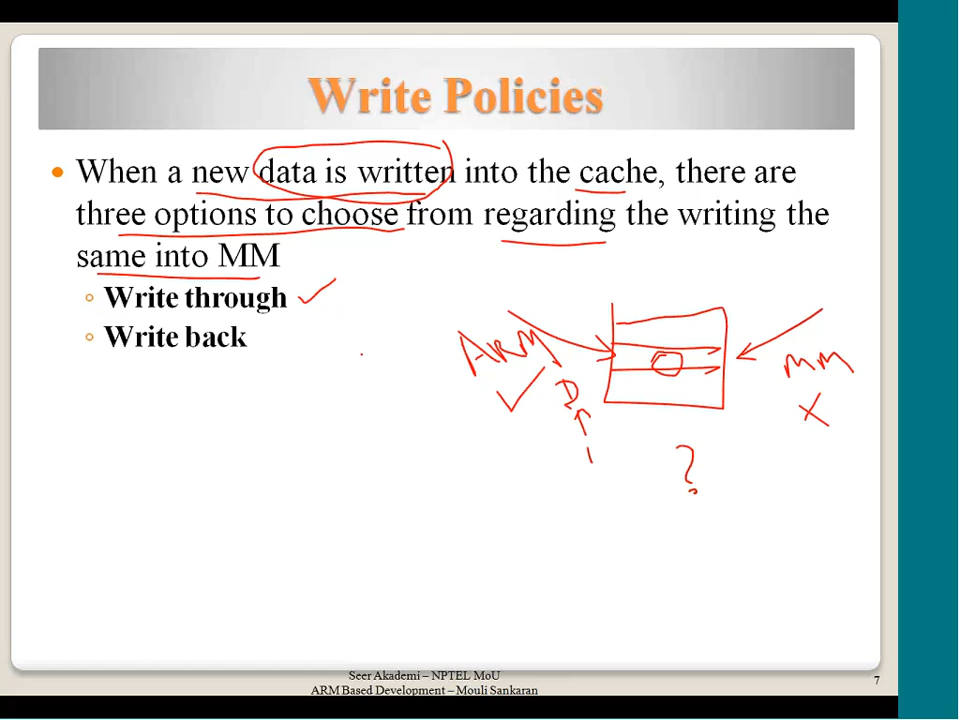 Write Policies
When a new data is written into the cache, there are
three options to choose from regarding the writing the
same into MM
Write through
Write back
ARM
D
MM
?
Seer Akademi – NPTEL MoU
ARM Based Development – Mouli Sankaran
7